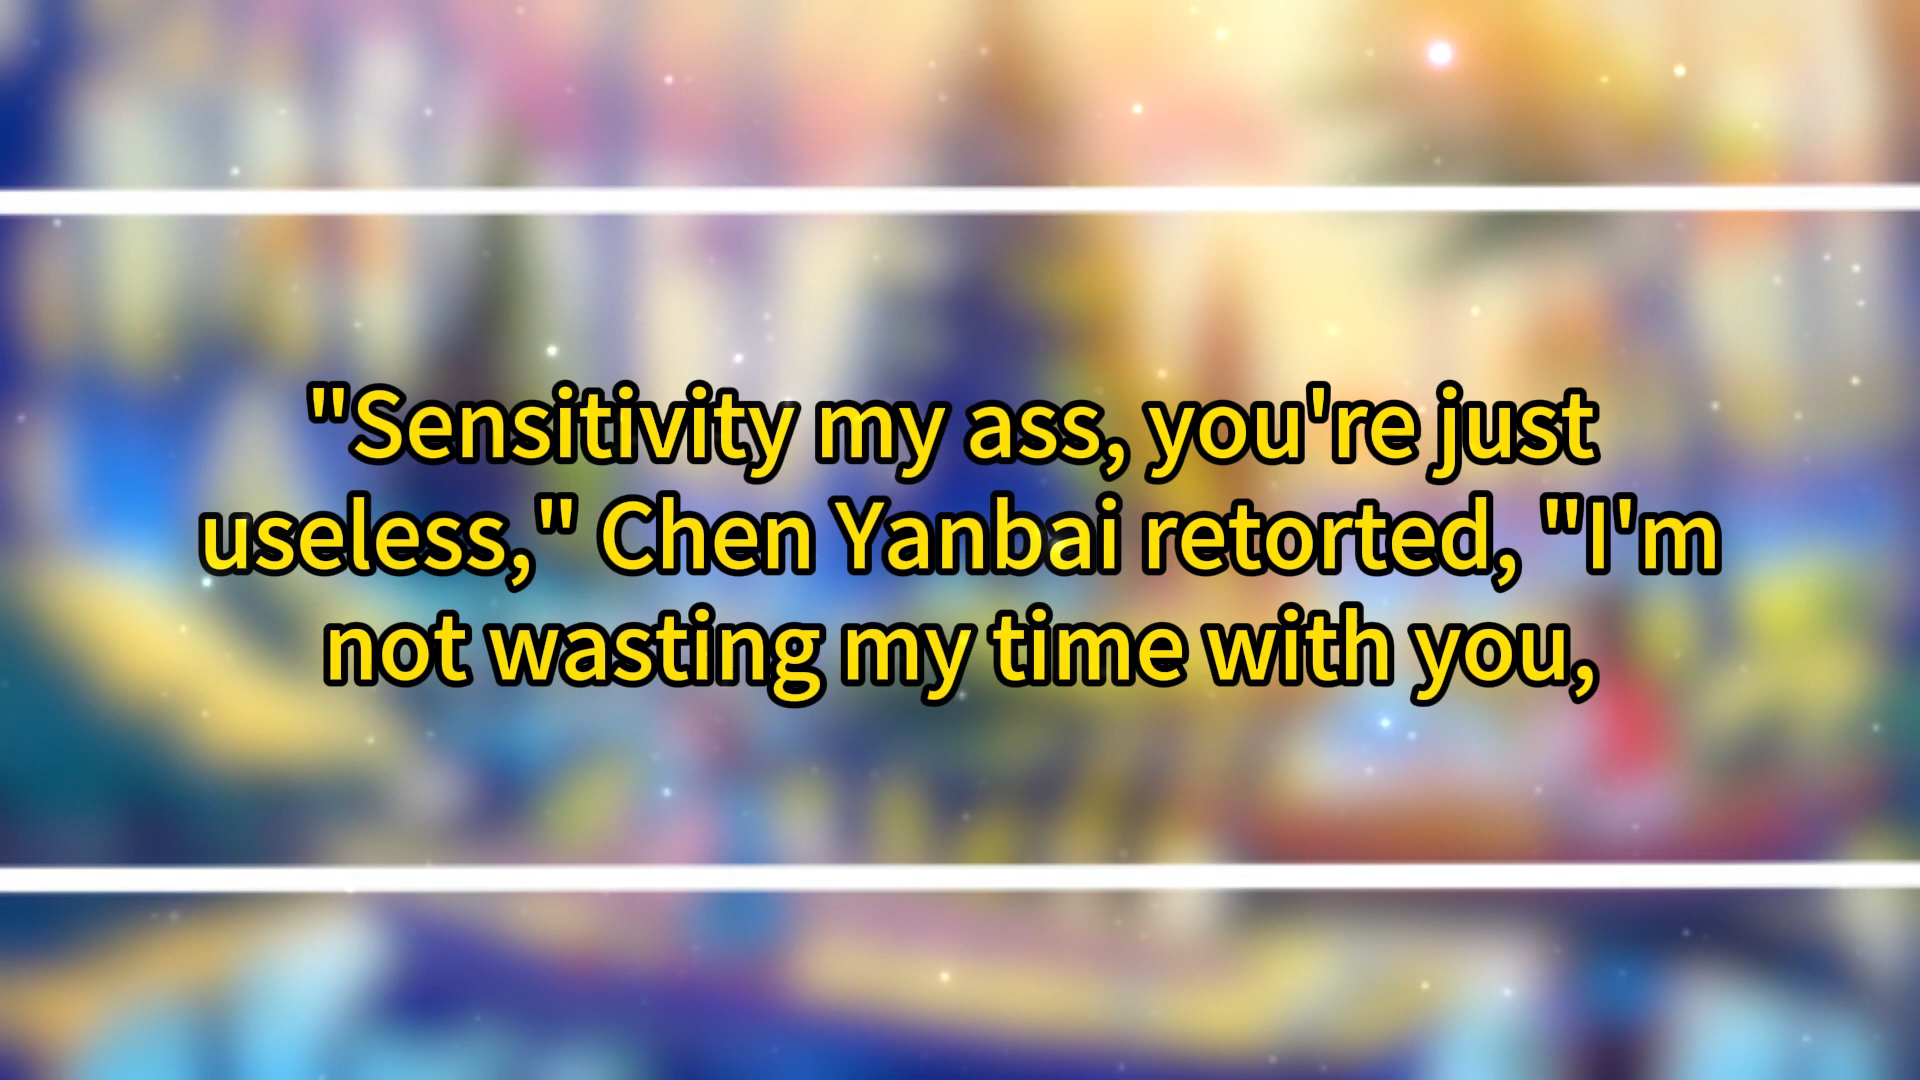 "Sensitivity my ass, you're just
useless," Chen Yanbai retorted, "I'm
not wasting my time with you,